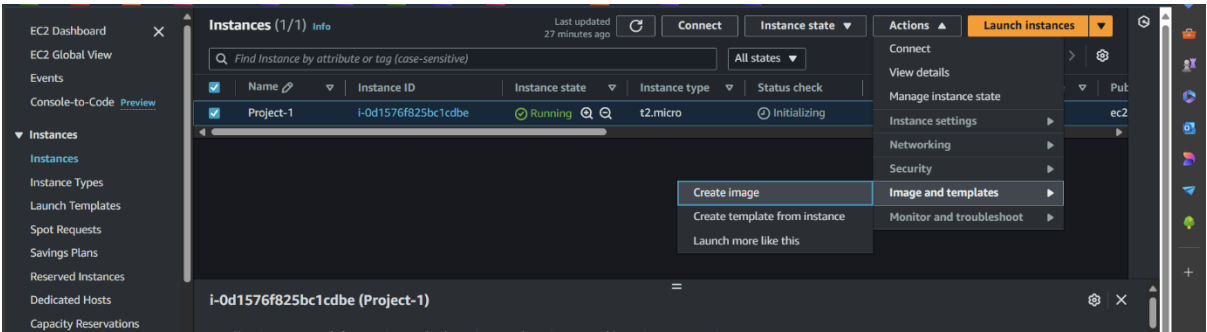 EC2 Dashboard
EC2 Global View
Events
Console-to-Code Preview
Instances
Instances
Instance Types
Launch Templates
Spot Requests
Savings Plans
Reserved Instances
Dedicated Hosts
Capacity Reservations
Instances (1/1) Info
Last updated
27 minutes ago
Connect
Instance state
Actions
Launch instances
Find Instance by attribute or tag (case-sensitive)
All states
Name
Instance ID
Instance state
Instance type
Status check
Pub
Project-1
i-0d1576f825bc1cdbe
Running
t2.micro
Initializing
ec2
Connect
View details
Manage instance state
Instance settings
Networking
Security
Image and templates
Monitor and troubleshoot
Create image
Create template from instance
Launch more like this
i-0d1576f825bc1cdbe (Project-1)